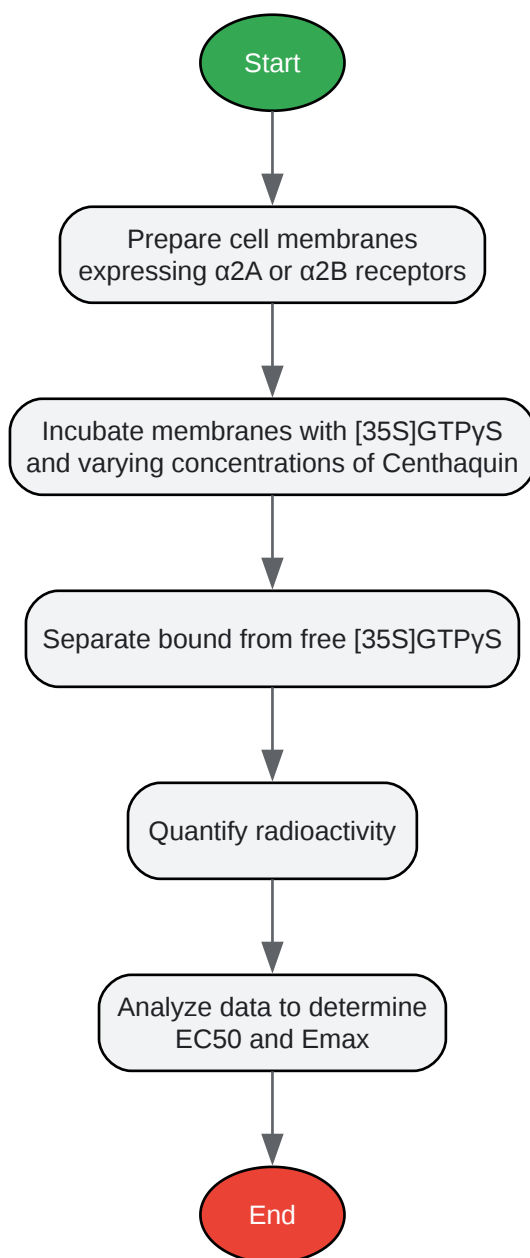 Start
Prepare cell membranes
expressing α2A or α2B receptors
Incubate membranes with [35S]GTPγS
and varying concentrations of Centhaquin
Separate bound from free [35S]GTPγS
Quantify radioactivity
Analyze data to determine
EC50 and Emax
End